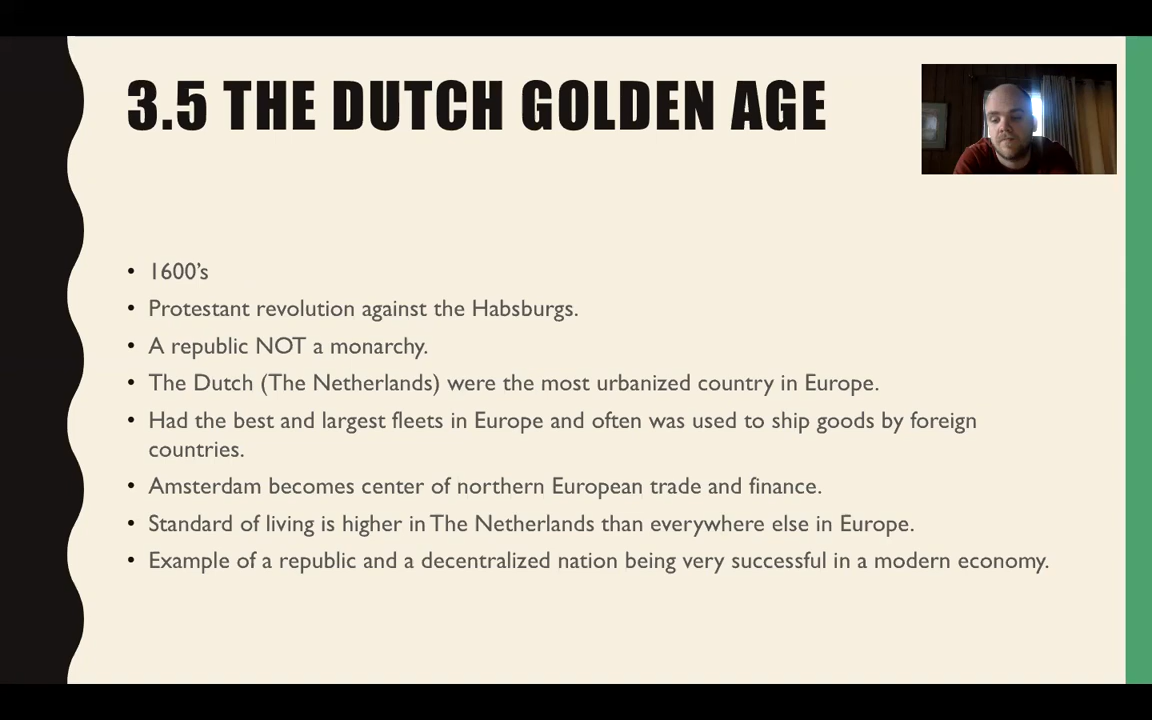 3.5 THE DUTCH GOLDEN AGE
• 1600's
• Protestant revolution against the Habsburgs.
• A republic NOT a monarchy.
• The Dutch (The Netherlands) were the most urbanized country in Europe.
• Had the best and largest fleets in Europe and often was used to ship goods by foreign
countries.
• Amsterdam becomes center of northern European trade and finance.
• Standard of living is higher in The Netherlands than everywhere else in Europe.
• Example of a republic and a decentralized nation being very successful in a modern economy.